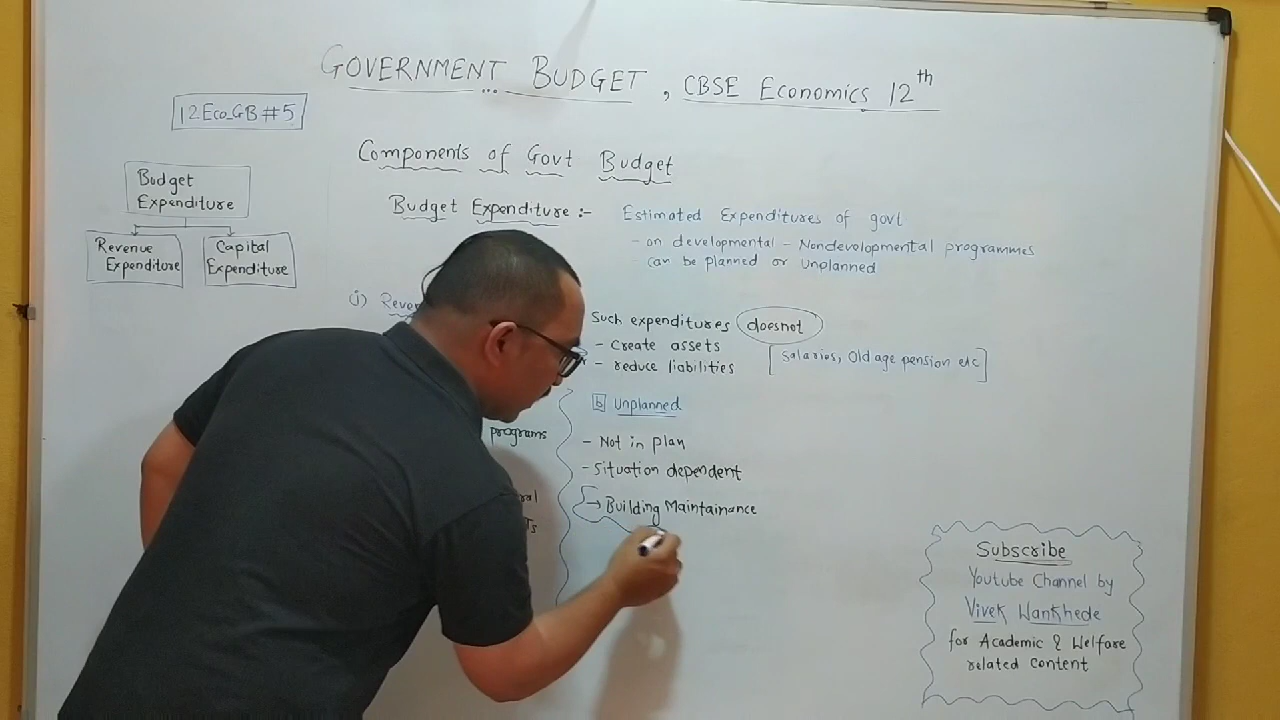 GOVERNMENT... BUDGET, CBSE Economics 12th
12Eco_GB#5
Components of Govt Budget
Budget
Expenditure
Revenue
Expenditure
Capital
Expenditure
Budget Expenditure :- Estimated Expenditures of govt
- on developmental - Nondevelopmental programmes
can be planned or Unplanned
(i)
Such expenditures doesnot
- create assets
- reduce liabilities
[Salaries, Old age pension etc]
programs
b Unplanned
- Not in plan
- Situation dependent
→ Building Maintainance
Subscribe
Youtube Channel by
Vivek Wankhede
for Academic & Welfare
related content